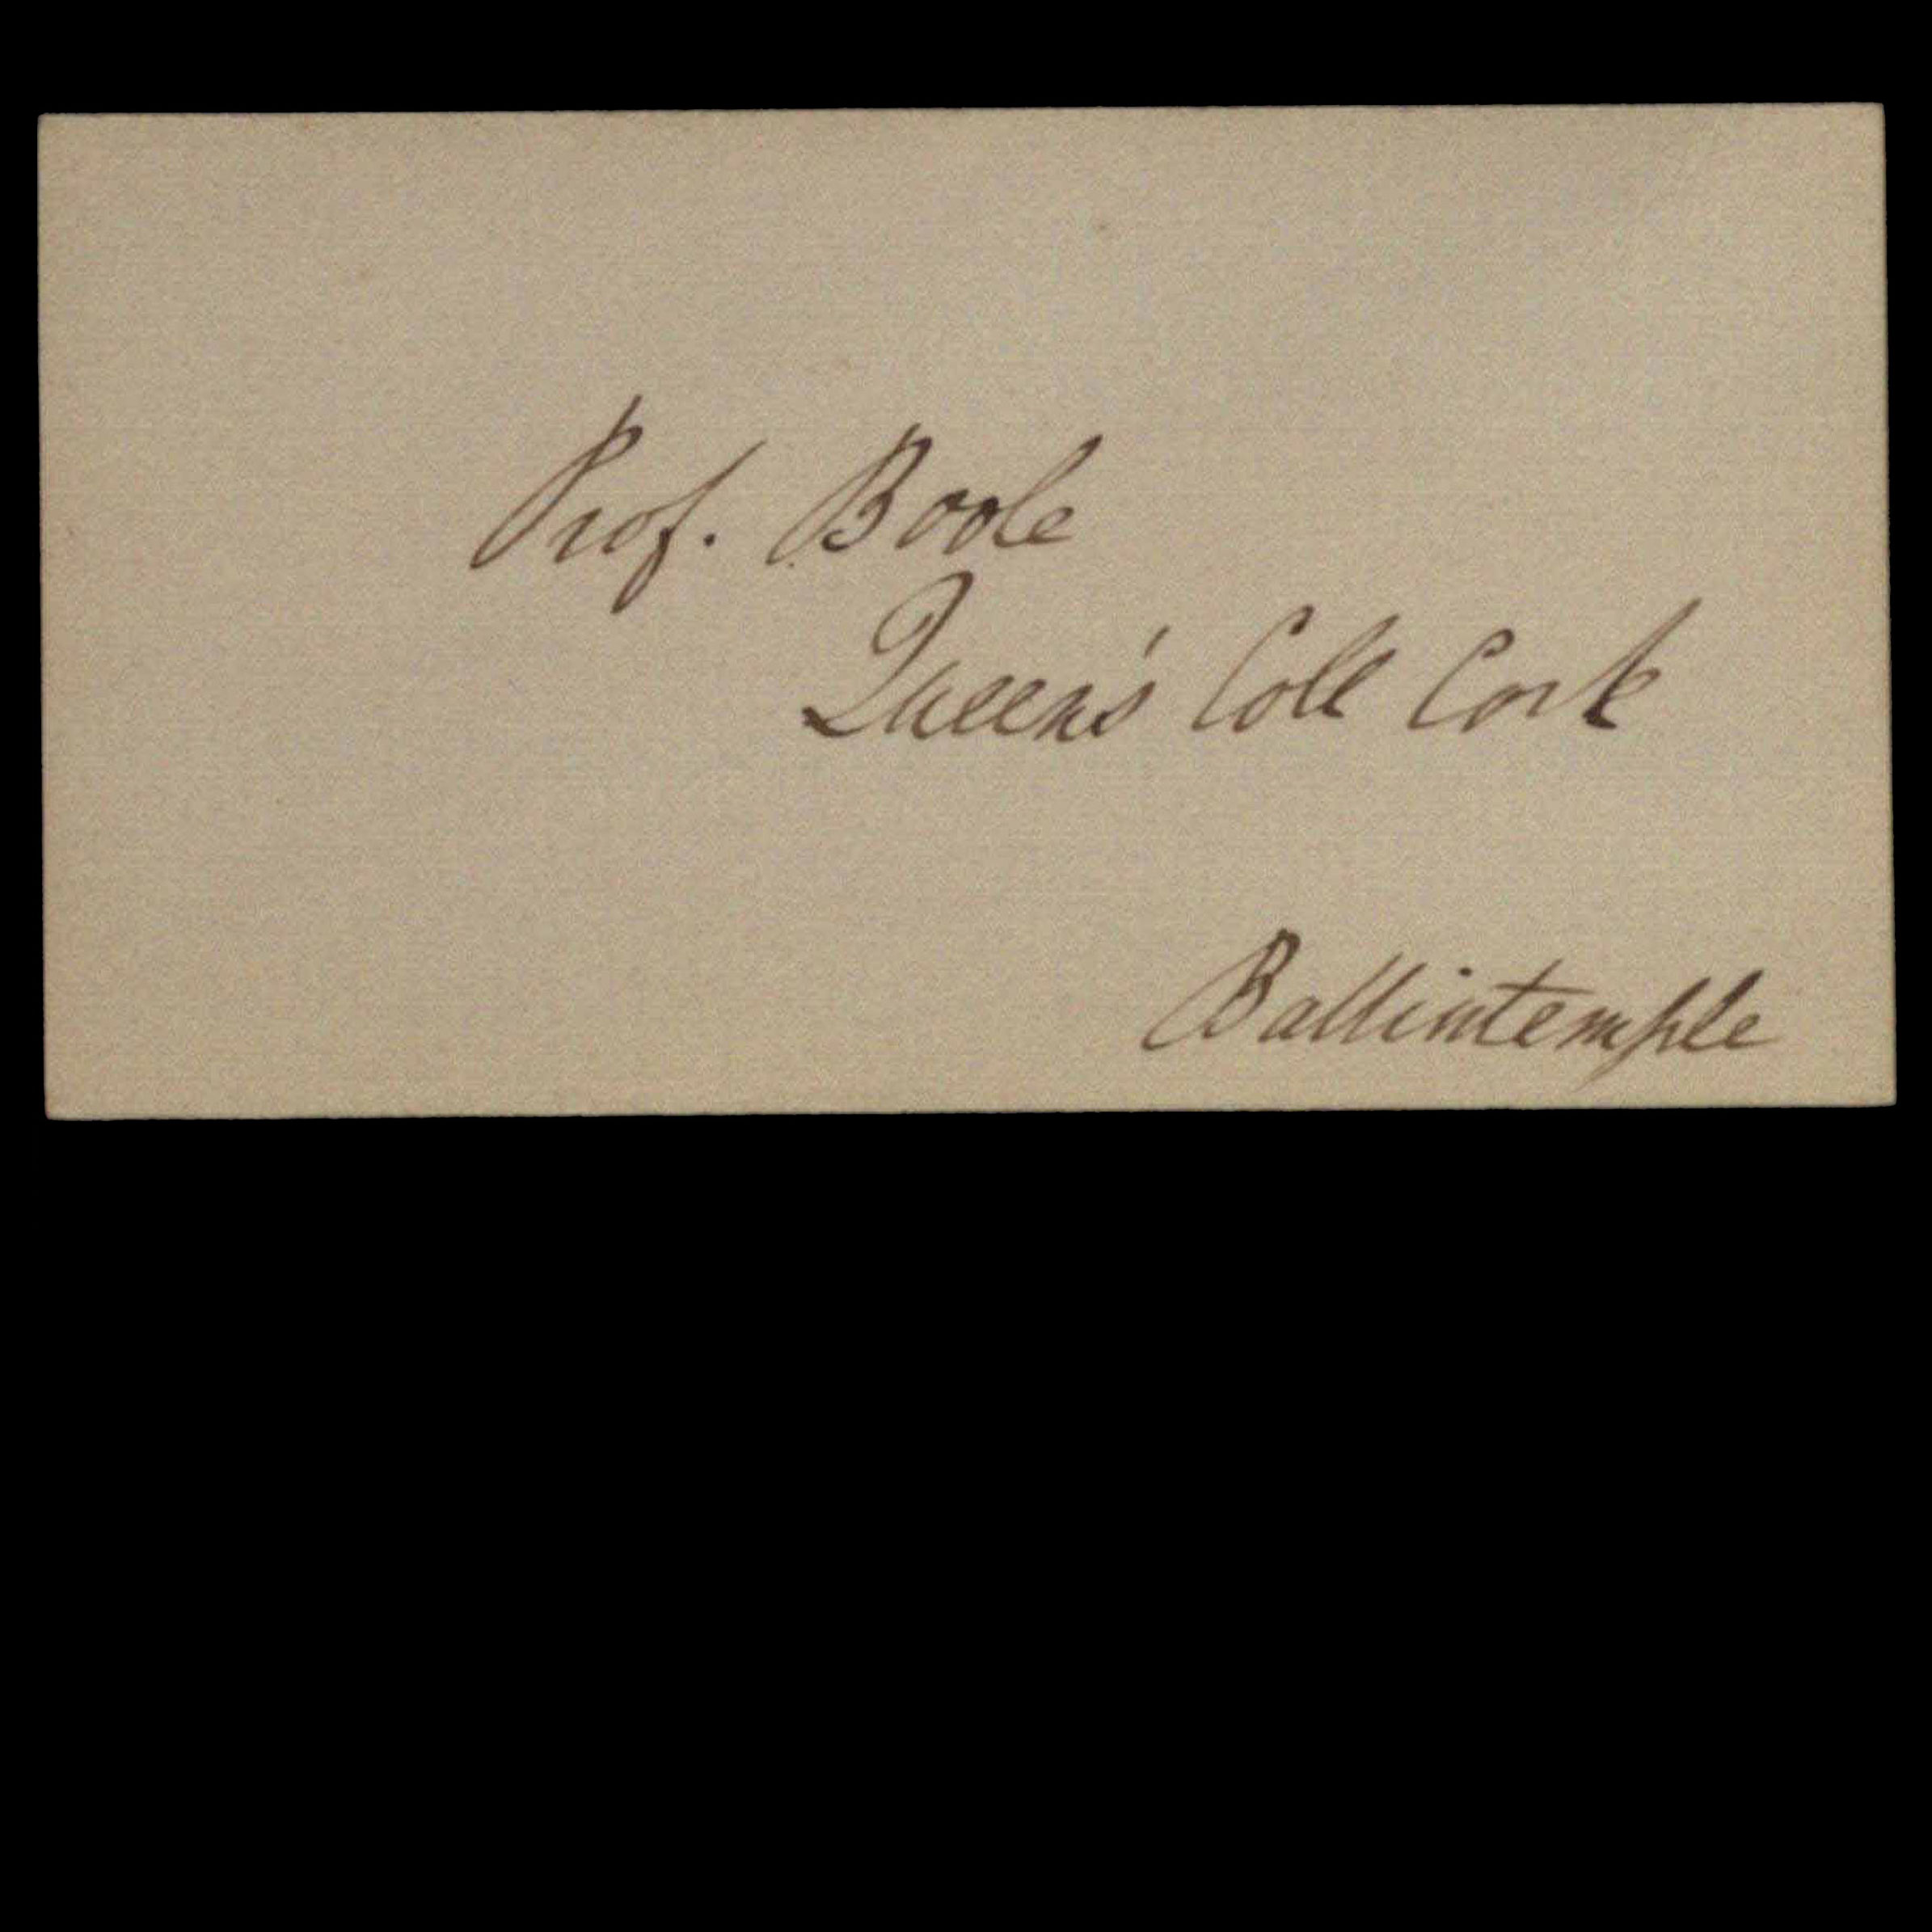 Prof. Boole
Queen's Coll Cork
Ballintemple